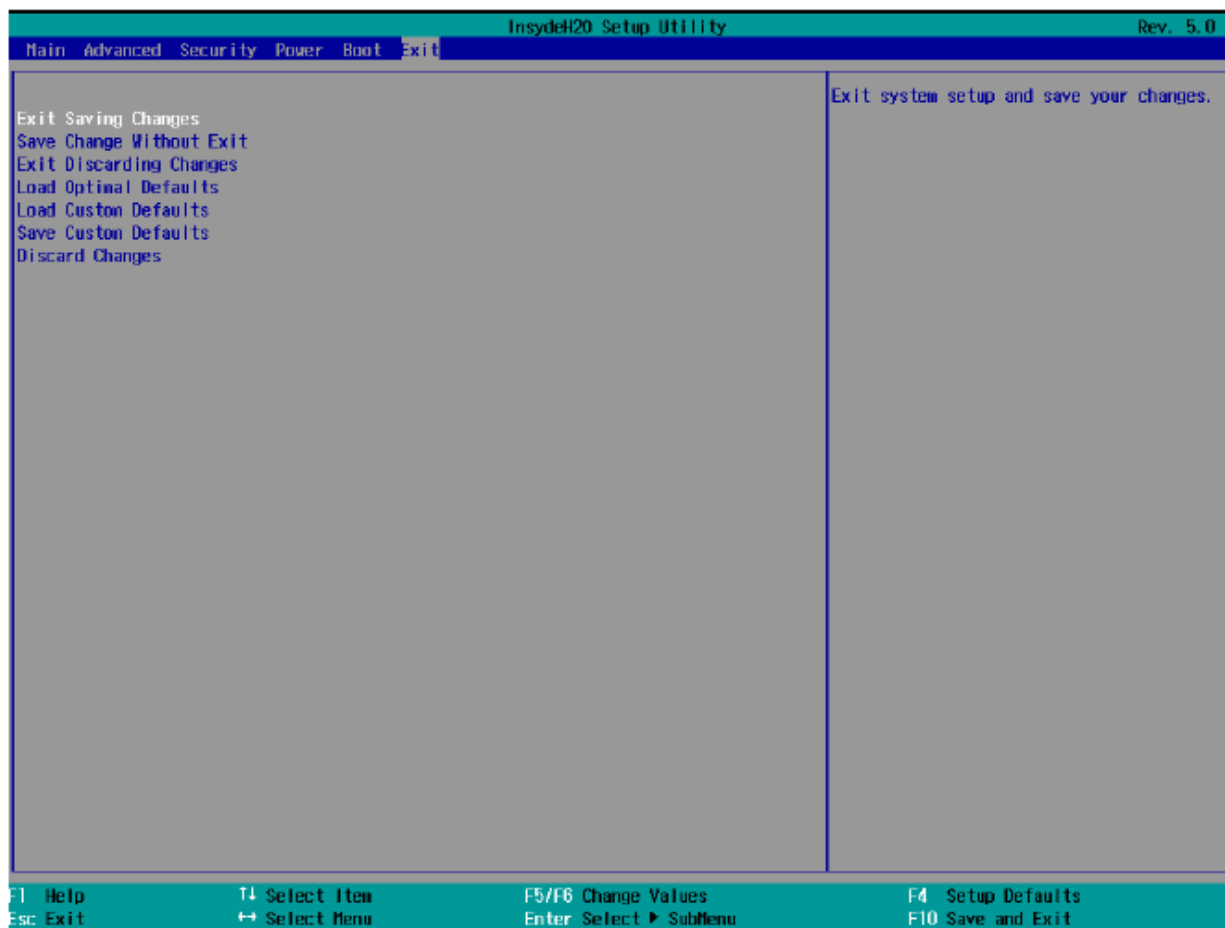 InsydeH2O Setup Utility Rev. 5.0
Main Advanced Security Power Boot Exit
Exit system setup and save your changes.
Exit Saving Changes
Save Change Without Exit
Exit Discarding Changes
Load Optimal Defaults
Load Custom Defaults
Save Custom Defaults
Discard Changes
F1 Help ↑↓ Select Item F5/F6 Change Values F4 Setup Defaults
Esc Exit ↔ Select Menu Enter Select ▶ SubMenu F10 Save and Exit